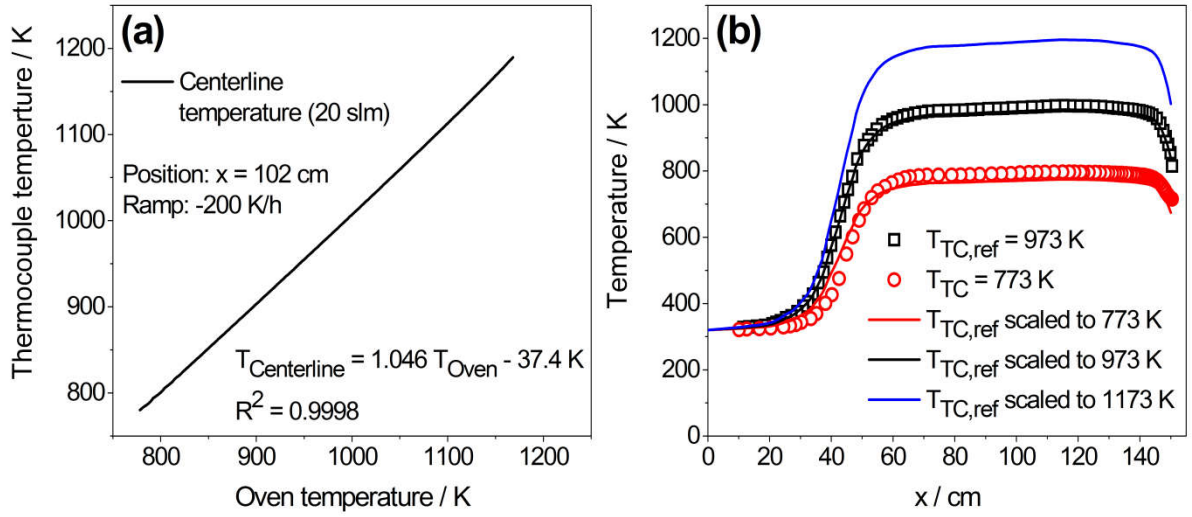 (a)
Thermocouple temperture / K
1200
1100
1000
900
800
Centerline
temperature (20 slm)
Position: x = 102 cm
Ramp: -200 K/h
T_Centerline = 1.046 T_Oven - 37.4 K
R^2 = 0.9998
800 900 1000 1100 1200
Oven temperature / K
(b)
Temperature / K
1200
1000
800
600
400
200
0
T_TC,ref = 973 K
T_TC = 773 K
T_TC,ref scaled to 773 K
T_TC,ref scaled to 973 K
T_TC,ref scaled to 1173 K
0 20 40 60 80 100 120 140
x / cm